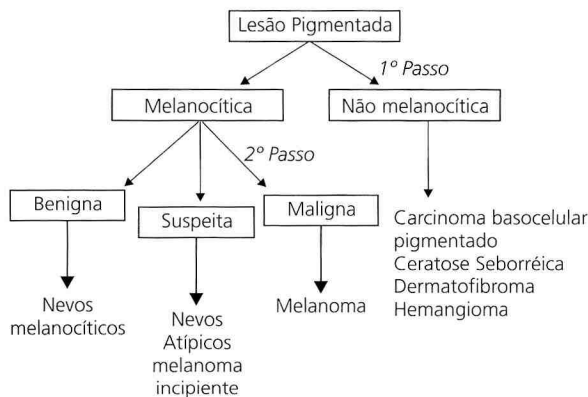 Lesão Pigmentada
1º Passo
Melanocítica
Não melanocítica
2º Passo
Benigna
Suspeita
Maligna
Nevos
melanocíticos
Nevos
Atípicos
melanoma
incipiente
Melanoma
Carcinoma basocelular
pigmentado
Ceratose Seborréica
Dermatofibroma
Hemangioma